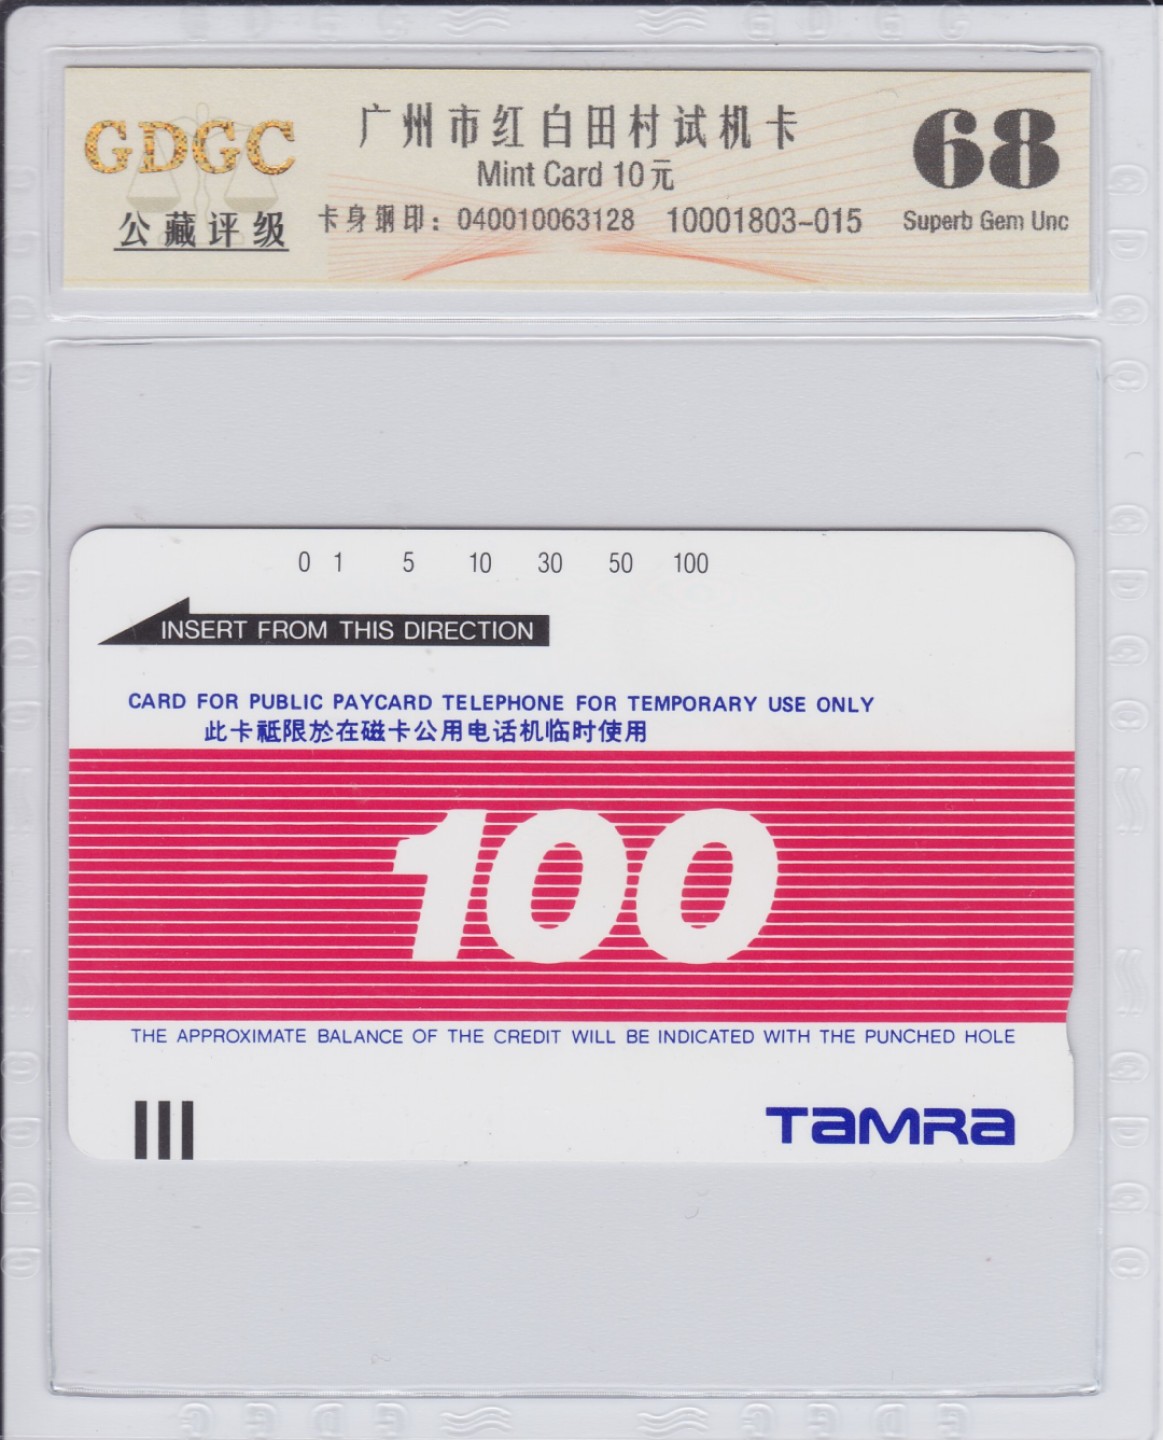 GDGC
公藏评级
广州市红白田村试机卡
Mint Card 10元
卡身钢印：040010063128 10001803-015
68
Superb Gem Unc
0 1 5 10 30 50 100
INSERT FROM THIS DIRECTION
CARD FOR PUBLIC PAYCARD TELEPHONE FOR TEMPORARY USE ONLY
此卡祗限於在磁卡公用电话机临时使用
100
THE APPROXIMATE BALANCE OF THE CREDIT WILL BE INDICATED WITH THE PUNCHED HOLE
TAMRA